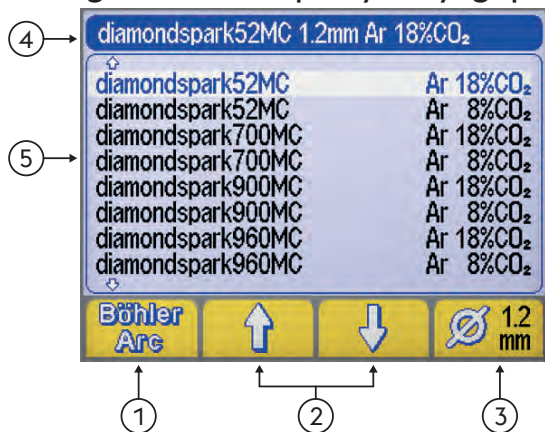 ④ diamondspark52MC 1.2mm Ar 18%CO₂
diamondspark52MC Ar 18%CO₂
diamondspark52MC Ar 8%CO₂
diamondspark700MC Ar 18%CO₂
⑤ diamondspark700MC Ar 8%CO₂
diamondspark900MC Ar 18%CO₂
diamondspark900MC Ar 8%CO₂
diamondspark960MC Ar 18%CO₂
diamondspark960MC Ar 8%CO₂
Böhler Ø 1.2
Arc mm
① ② ③